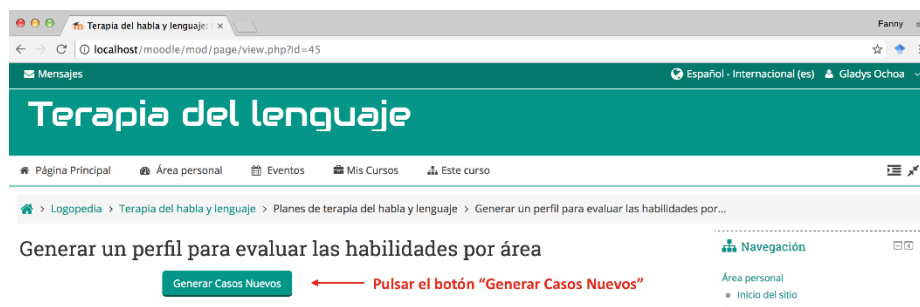 Terapia del habla y lenguaje:
Fanny
localhost/moodle/mod/page/view.php?id=45
Mensajes
Español - Internacional (es) Gladys Ochoa
Terapia del lenguaje
Página Principal Área personal Eventos Mis Cursos Este curso
> Logopedia > Terapia del habla y lenguaje > Planes de terapia del habla y lenguaje > Generar un perfil para evaluar las habilidades por...
Generar un perfil para evaluar las habilidades por área
Navegación
Generar Casos Nuevos
Pulsar el botón “Generar Casos Nuevos”
Área personal
Inicio del sitio